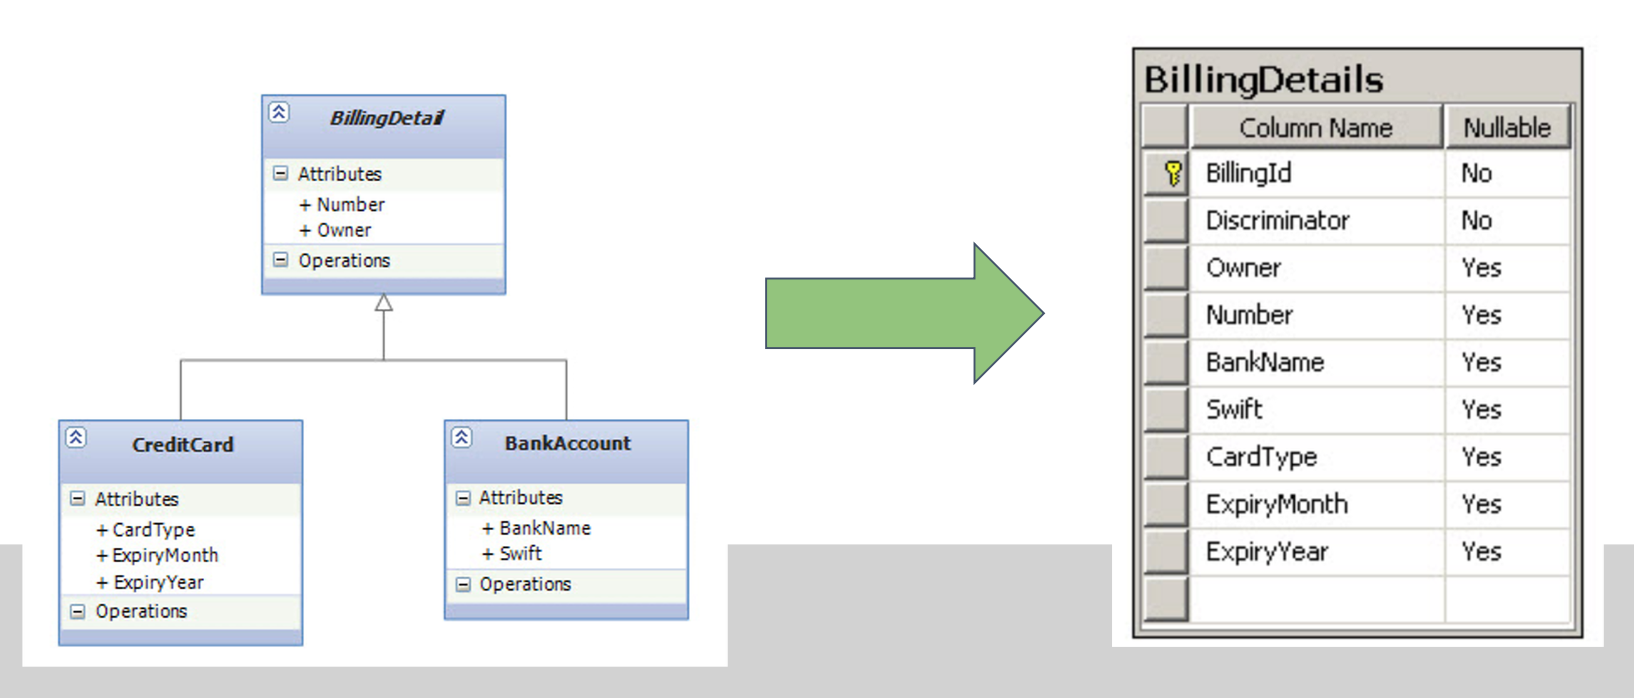 BillingDetail
Attributes
+ Number
+ Owner
Operations
CreditCard
Attributes
+ CardType
+ ExpiryMonth
+ ExpiryYear
Operations
BankAccount
Attributes
+ BankName
+ Swift
Operations
BillingDetails
Column Name Nullable
BillingId No
Discriminator No
Owner Yes
Number Yes
BankName Yes
Swift Yes
CardType Yes
ExpiryMonth Yes
ExpiryYear Yes